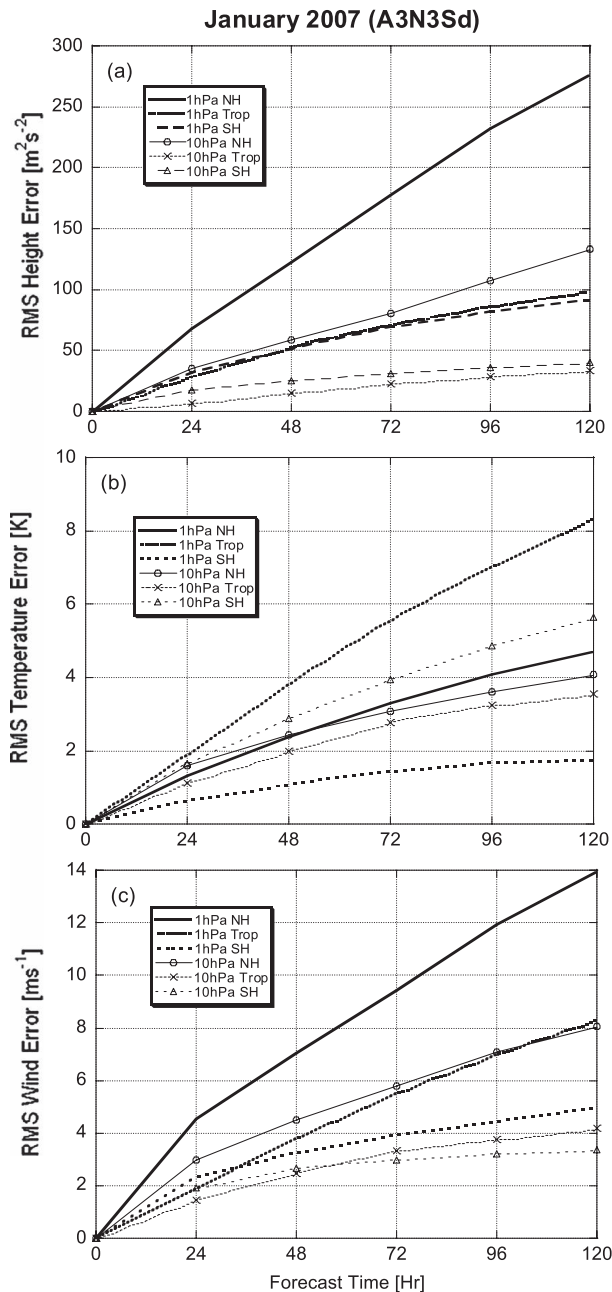 January 2007 (A3N3Sd)
300
250
200
150
100
50
0
RMS Height Error [m²s⁻²]
(a)
1hPa NH
1hPa Trop
1hPa SH
10hPa NH
10hPa Trop
10hPa SH
0 24 48 72 96 120
10
8
6
4
2
0
RMS Temperature Error [K]
(b)
1hPa NH
1hPa Trop
1hPa SH
10hPa NH
10hPa Trop
10hPa SH
0 24 48 72 96 120
14
12
10
8
6
4
2
0
RMS Wind Error [ms⁻¹]
(c)
1hPa NH
1hPa Trop
1hPa SH
10hPa NH
10hPa Trop
10hPa SH
0 24 48 72 96 120
Forecast Time [Hr]